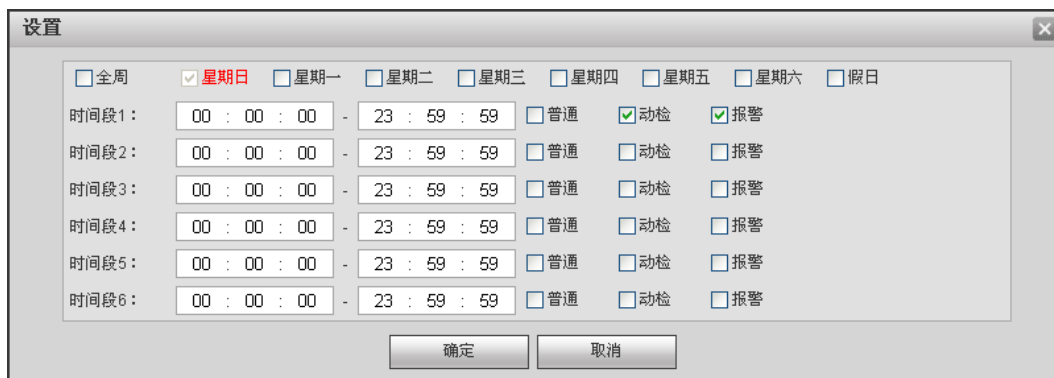 设置
全周 星期日 星期一 星期二 星期三 星期四 星期五 星期六 假日
时间段1： 00 : 00 : 00 - 23 : 59 : 59 普通 动检 报警
时间段2： 00 : 00 : 00 - 23 : 59 : 59 普通 动检 报警
时间段3： 00 : 00 : 00 - 23 : 59 : 59 普通 动检 报警
时间段4： 00 : 00 : 00 - 23 : 59 : 59 普通 动检 报警
时间段5： 00 : 00 : 00 - 23 : 59 : 59 普通 动检 报警
时间段6： 00 : 00 : 00 - 23 : 59 : 59 普通 动检 报警
确定 取消